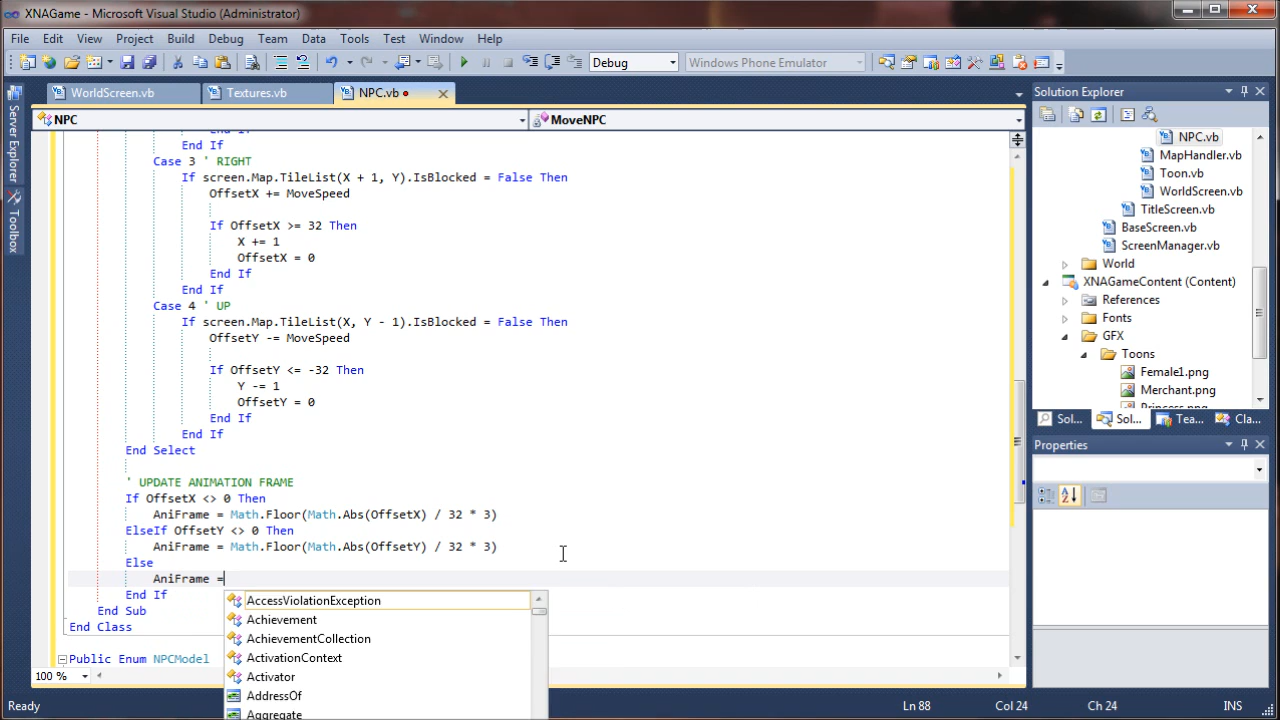 XNAGame - Microsoft Visual Studio (Administrator)
File Edit View Project Build Debug Team Data Tools Test Window Help
Debug Windows Phone Emulator
WorldScreen.vb Textures.vb NPC.vb
NPC MoveNPC
End If
End If
Case 3 ' RIGHT
If screen.Map.TileList(X + 1, Y).IsBlocked = False Then
OffsetX += MoveSpeed
If OffsetX >= 32 Then
X += 1
OffsetX = 0
End If
End If
Case 4 ' UP
If screen.Map.TileList(X, Y - 1).IsBlocked = False Then
OffsetY -= MoveSpeed
If OffsetY <= -32 Then
Y -= 1
OffsetY = 0
End If
End If
End Select
' UPDATE ANIMATION FRAME
If OffsetX <> 0 Then
AniFrame = Math.Floor(Math.Abs(OffsetX) / 32 * 3)
ElseIf OffsetY <> 0 Then
AniFrame = Math.Floor(Math.Abs(OffsetY) / 32 * 3)
Else
AniFrame =
End If
End Sub
End Class
Public Enum NPCModel
AccessViolationException
Achievement
AchievementCollection
ActivationContext
Activator
AddressOf
Aggregate
100 %
Server Explorer
Toolbox
Solution Explorer
NPC.vb
MapHandler.vb
Toon.vb
WorldScreen.vb
TitleScreen.vb
BaseScreen.vb
ScreenManager.vb
World
XNAGameContent (Content)
References
Fonts
GFX
Toons
Female1.png
Merchant.png
Princess.png
Sol... Sol... Tea... Cla...
Properties
Ready Ln 88 Col 24 Ch 24 INS